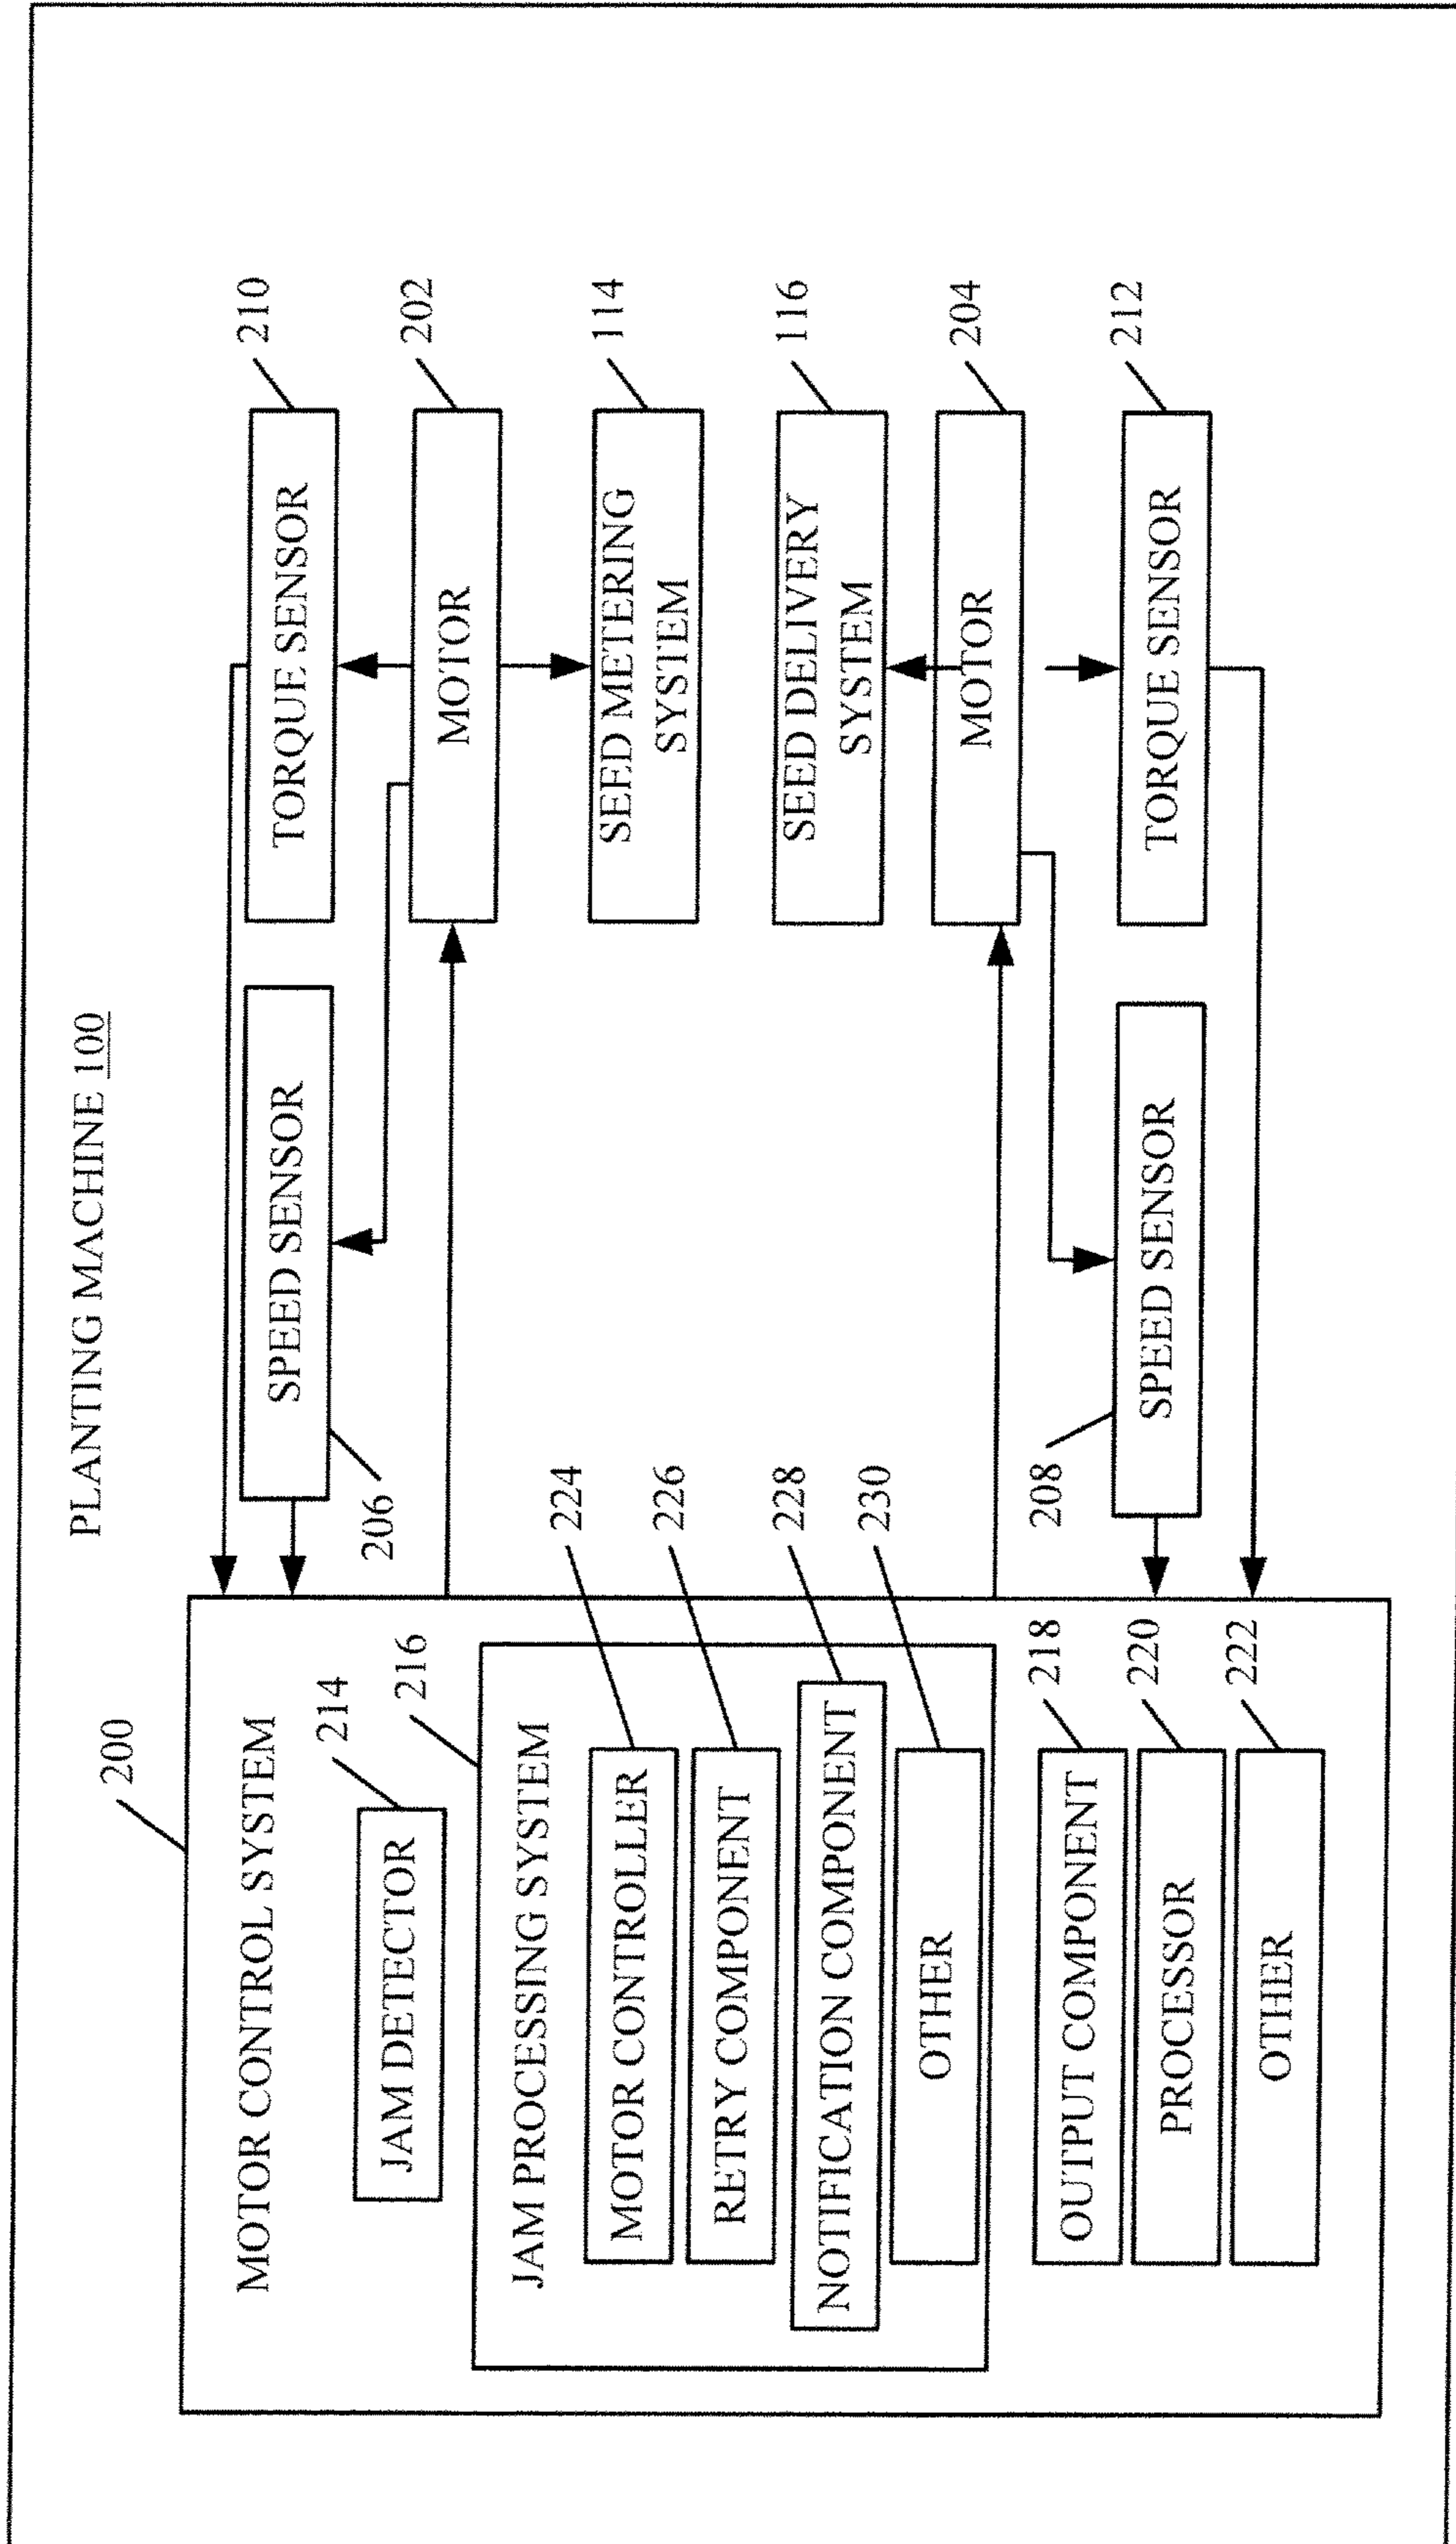 PLANTING MACHINE 100
200
MOTOR CONTROL SYSTEM
214
JAM DETECTOR
216
JAM PROCESSING SYSTEM
224
MOTOR CONTROLLER
226
RETRY COMPONENT
228
NOTIFICATION COMPONENT
230
OTHER
218
OUTPUT COMPONENT
220
PROCESSOR
222
OTHER
206
SPEED SENSOR
208
SPEED SENSOR
210
TORQUE SENSOR
202
MOTOR
114
SEED METERING
SYSTEM
116
SEED DELIVERY
SYSTEM
204
MOTOR
212
TORQUE SENSOR